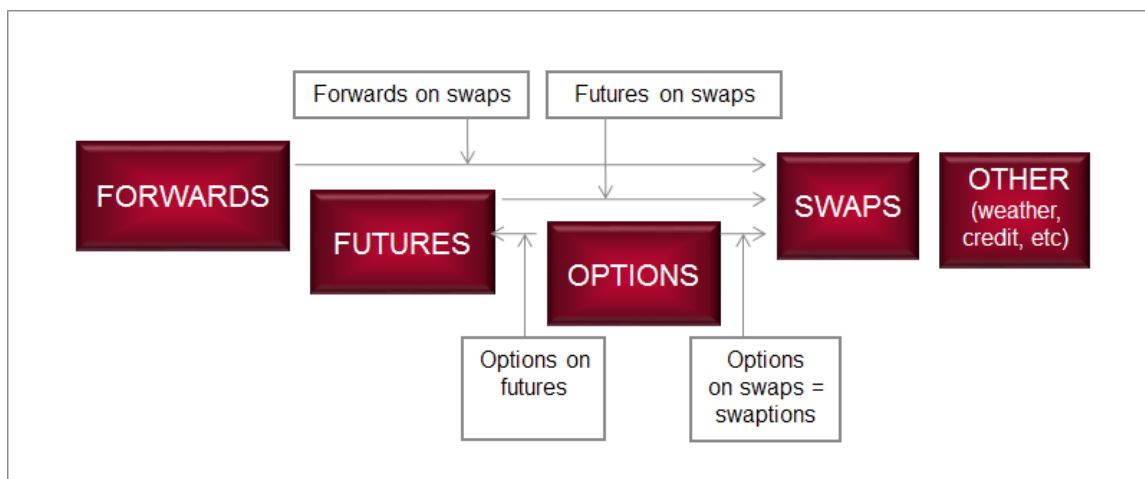 Forwards on swaps
Futures on swaps
FORWARDS
FUTURES
OPTIONS
SWAPS
OTHER
(weather,
credit, etc)
Options on
futures
Options
on swaps =
swaptions